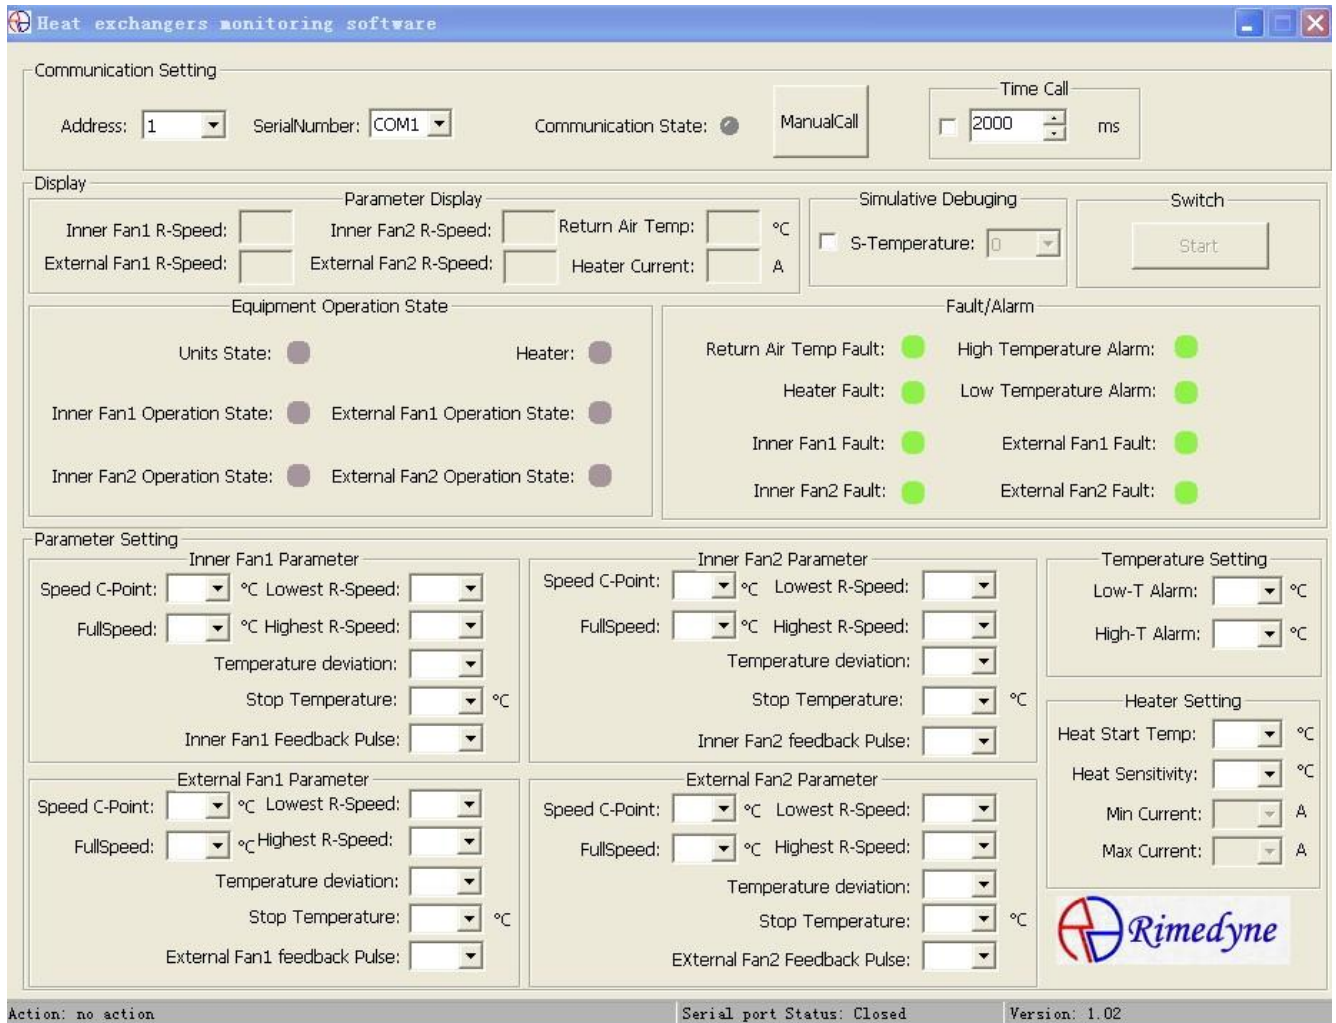 Heat exchangers monitoring software
Communication Setting
Address: 1 SerialNumber: COM1 Communication State: ManualCall Time Call 2000 ms
Display
Parameter Display
Inner Fan1 R-Speed: Inner Fan2 R-Speed: Return Air Temp: °C
External Fan1 R-Speed: External Fan2 R-Speed: Heater Current: A
Simulative Debuging
S-Temperature: 0
Switch
Start
Equipment Operation State
Units State: Heater:
Inner Fan1 Operation State: External Fan1 Operation State:
Inner Fan2 Operation State: External Fan2 Operation State:
Fault/Alarm
Return Air Temp Fault: High Temperature Alarm:
Heater Fault: Low Temperature Alarm:
Inner Fan1 Fault: External Fan1 Fault:
Inner Fan2 Fault: External Fan2 Fault:
Parameter Setting
Inner Fan1 Parameter
Speed C-Point: °C Lowest R-Speed:
FullSpeed: °C Highest R-Speed:
Temperature deviation:
Stop Temperature: °C
Inner Fan1 Feedback Pulse:
Inner Fan2 Parameter
Speed C-Point: °C Lowest R-Speed:
FullSpeed: °C Highest R-Speed:
Temperature deviation:
Stop Temperature: °C
Inner Fan2 feedback Pulse:
Temperature Setting
Low-T Alarm: °C
High-T Alarm: °C
Heater Setting
Heat Start Temp: °C
Heat Sensitivity: °C
Min Current: A
Max Current: A
External Fan1 Parameter
Speed C-Point: °C Lowest R-Speed:
FullSpeed: °C Highest R-Speed:
Temperature deviation:
Stop Temperature: °C
External Fan1 feedback Pulse:
External Fan2 Parameter
Speed C-Point: °C Lowest R-Speed:
FullSpeed: °C Highest R-Speed:
Temperature deviation:
Stop Temperature: °C
EXternal Fan2 Feedback Pulse:
Rimedyne
Action: no action Serial port Status: Closed Version: 1.02